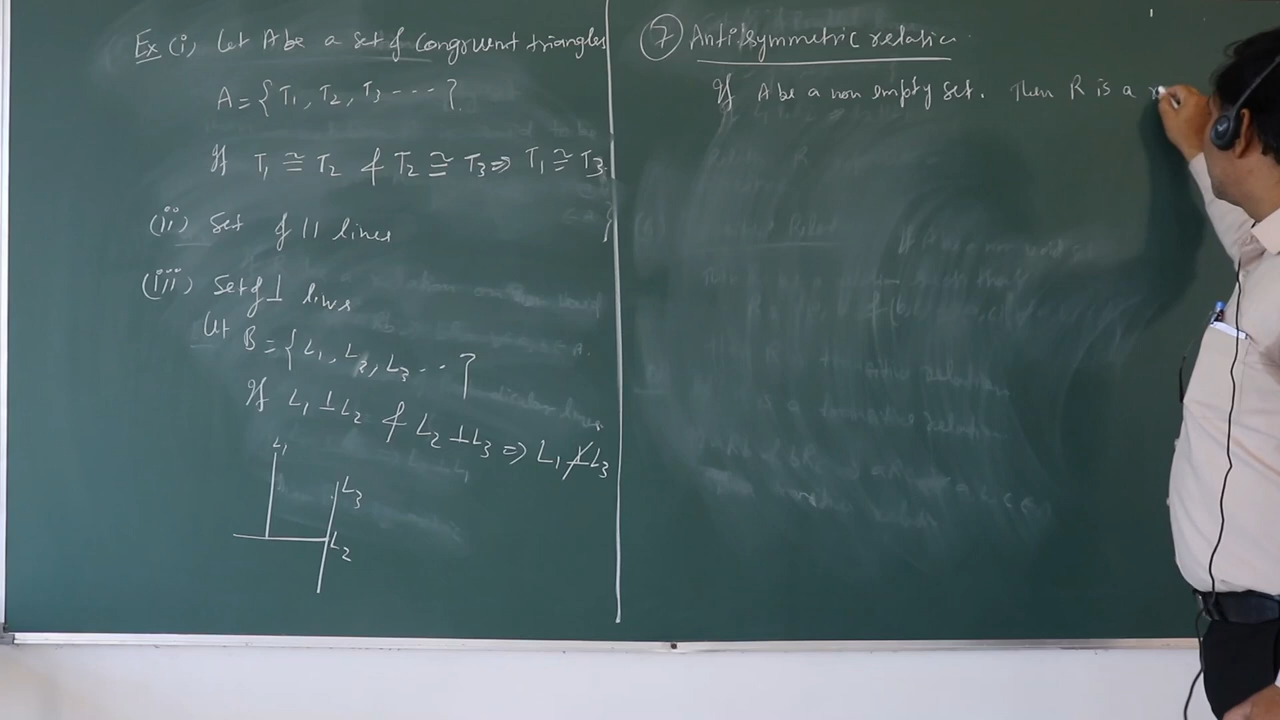 Ex (i) Let A be a set of congruent triangles
A = {T₁, T₂, T₃ - - - }
If T₁ ≅ T₂ & T₂ ≅ T₃ ⇒ T₁ ≅ T₃.
(ii) Set of || lines
(iii) Set of ⊥ lines
Let B = {L₁, L₂, L₃ - - }
If L₁ ⊥ L₂ & L₂ ⊥ L₃ ⇒ L₁ ⊥̸ L₃
L₁
L₃
L₂
(7) Anti symmetric relation.
If A be a non empty set. Then R is a r